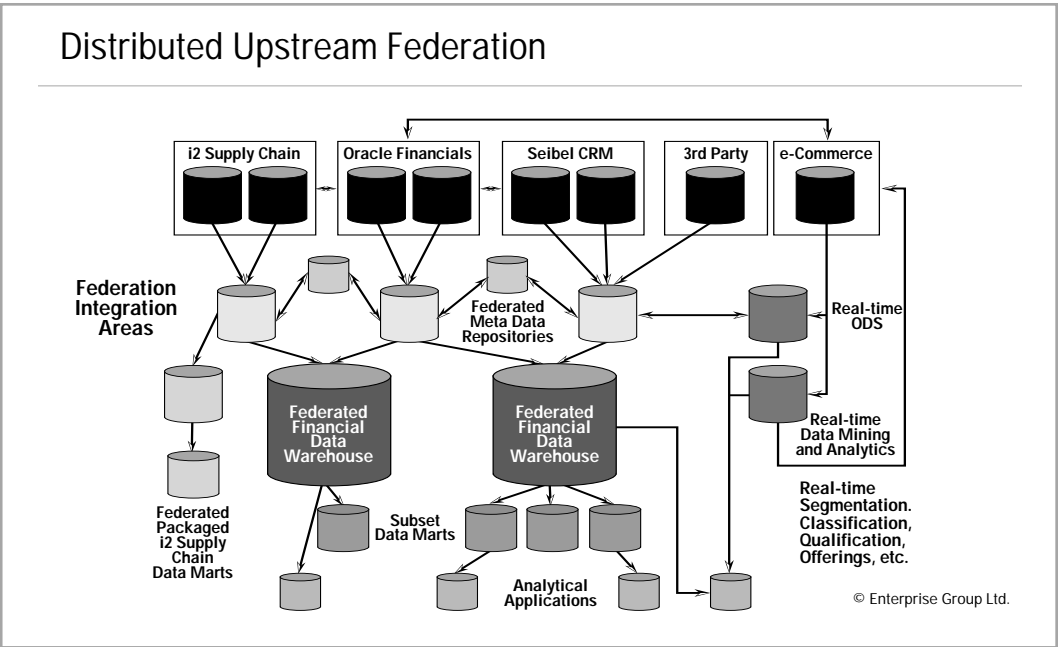 Distributed Upstream Federation
i2 Supply Chain
Oracle Financials
Seibel CRM
3rd Party
e-Commerce
Federation
Integration
Areas
Federated
Meta Data
Repositories
Real-time
ODS
Federated
Financial
Data
Warehouse
Federated
Financial
Data
Warehouse
Real-time
Data Mining
and Analytics
Federated
Packaged
i2 Supply
Chain
Data Marts
Subset
Data Marts
Analytical
Applications
Real-time
Segmentation.
Classification,
Qualification,
Offerings, etc.
© Enterprise Group Ltd.